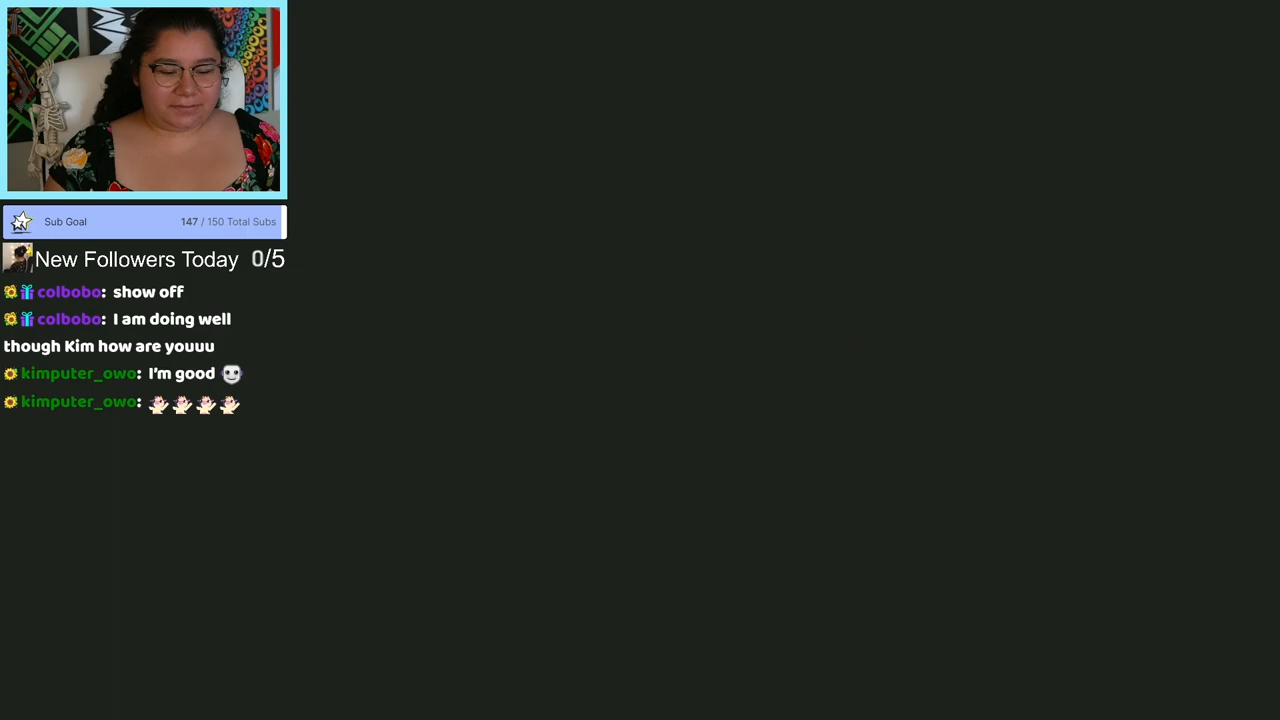 Sub Goal 147 / 150 Total Subs
New Followers Today 0/5
colbobo: show off
colbobo: I am doing well
though Kim how are youuu
kimputer_owo: I'm good
kimputer_owo: